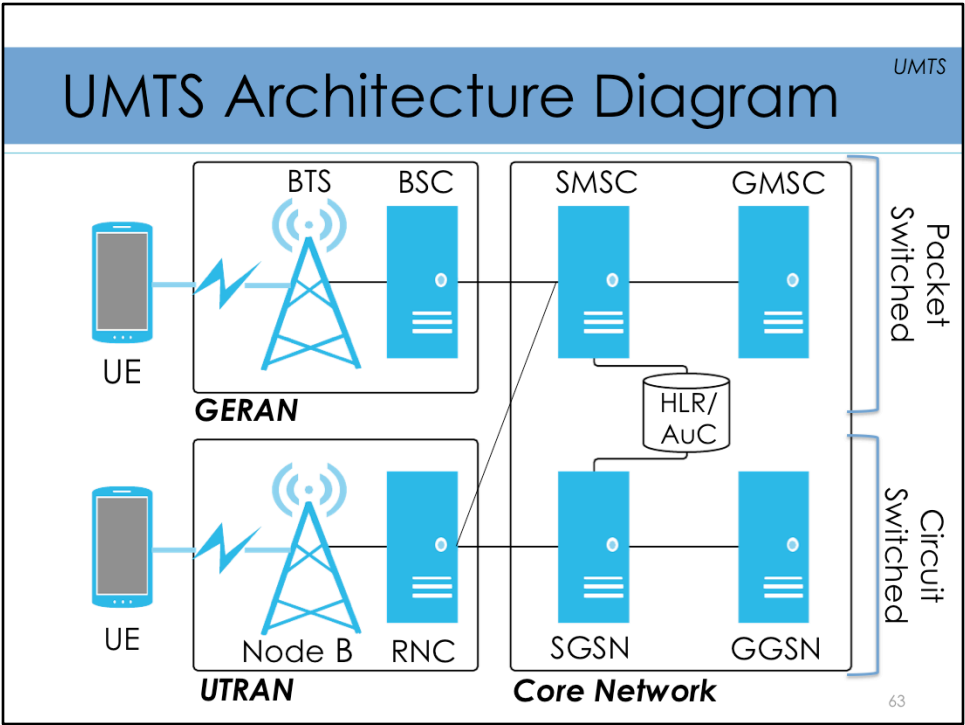 UMTS
UMTS Architecture Diagram
BTS
BSC
SMSC
GMSC
Packet
Switched
UE
GERAN
HLR/
AuC
Circuit
Switched
UE
Node B
RNC
SGSN
GGSN
UTRAN
Core Network
63